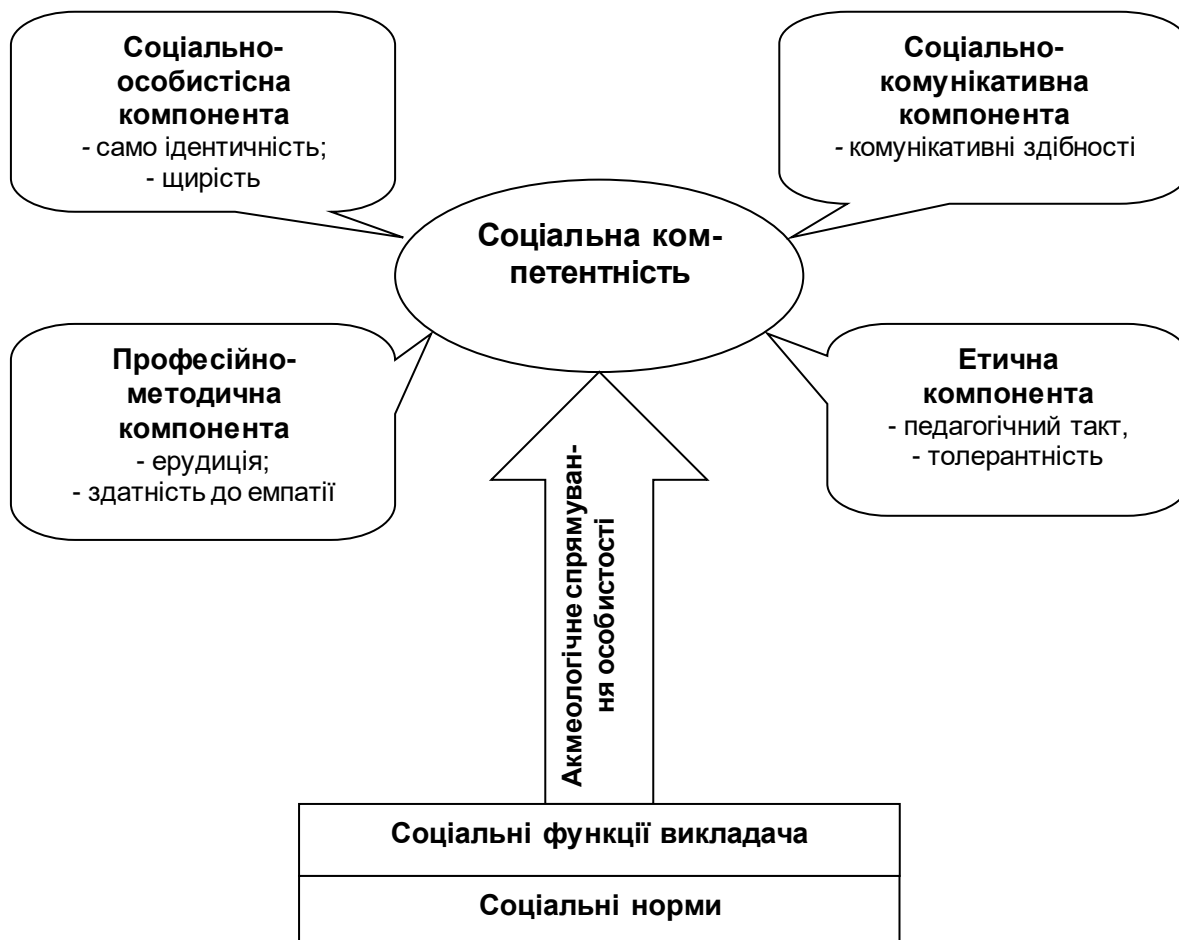 Соціально-
особистісна
компонента
- само ідентичність;
- щирість
Соціально-
комунікативна
компонента
- комунікативні здібності
Соціальна ком-
петентність
Професійно-
методична
компонента
- ерудиція;
- здатність до емпатії
Етична
компонента
- педагогічний такт,
- толерантність
Акмеологічне спрямуван-
ня особистості
Соціальні функції викладача
Соціальні норми